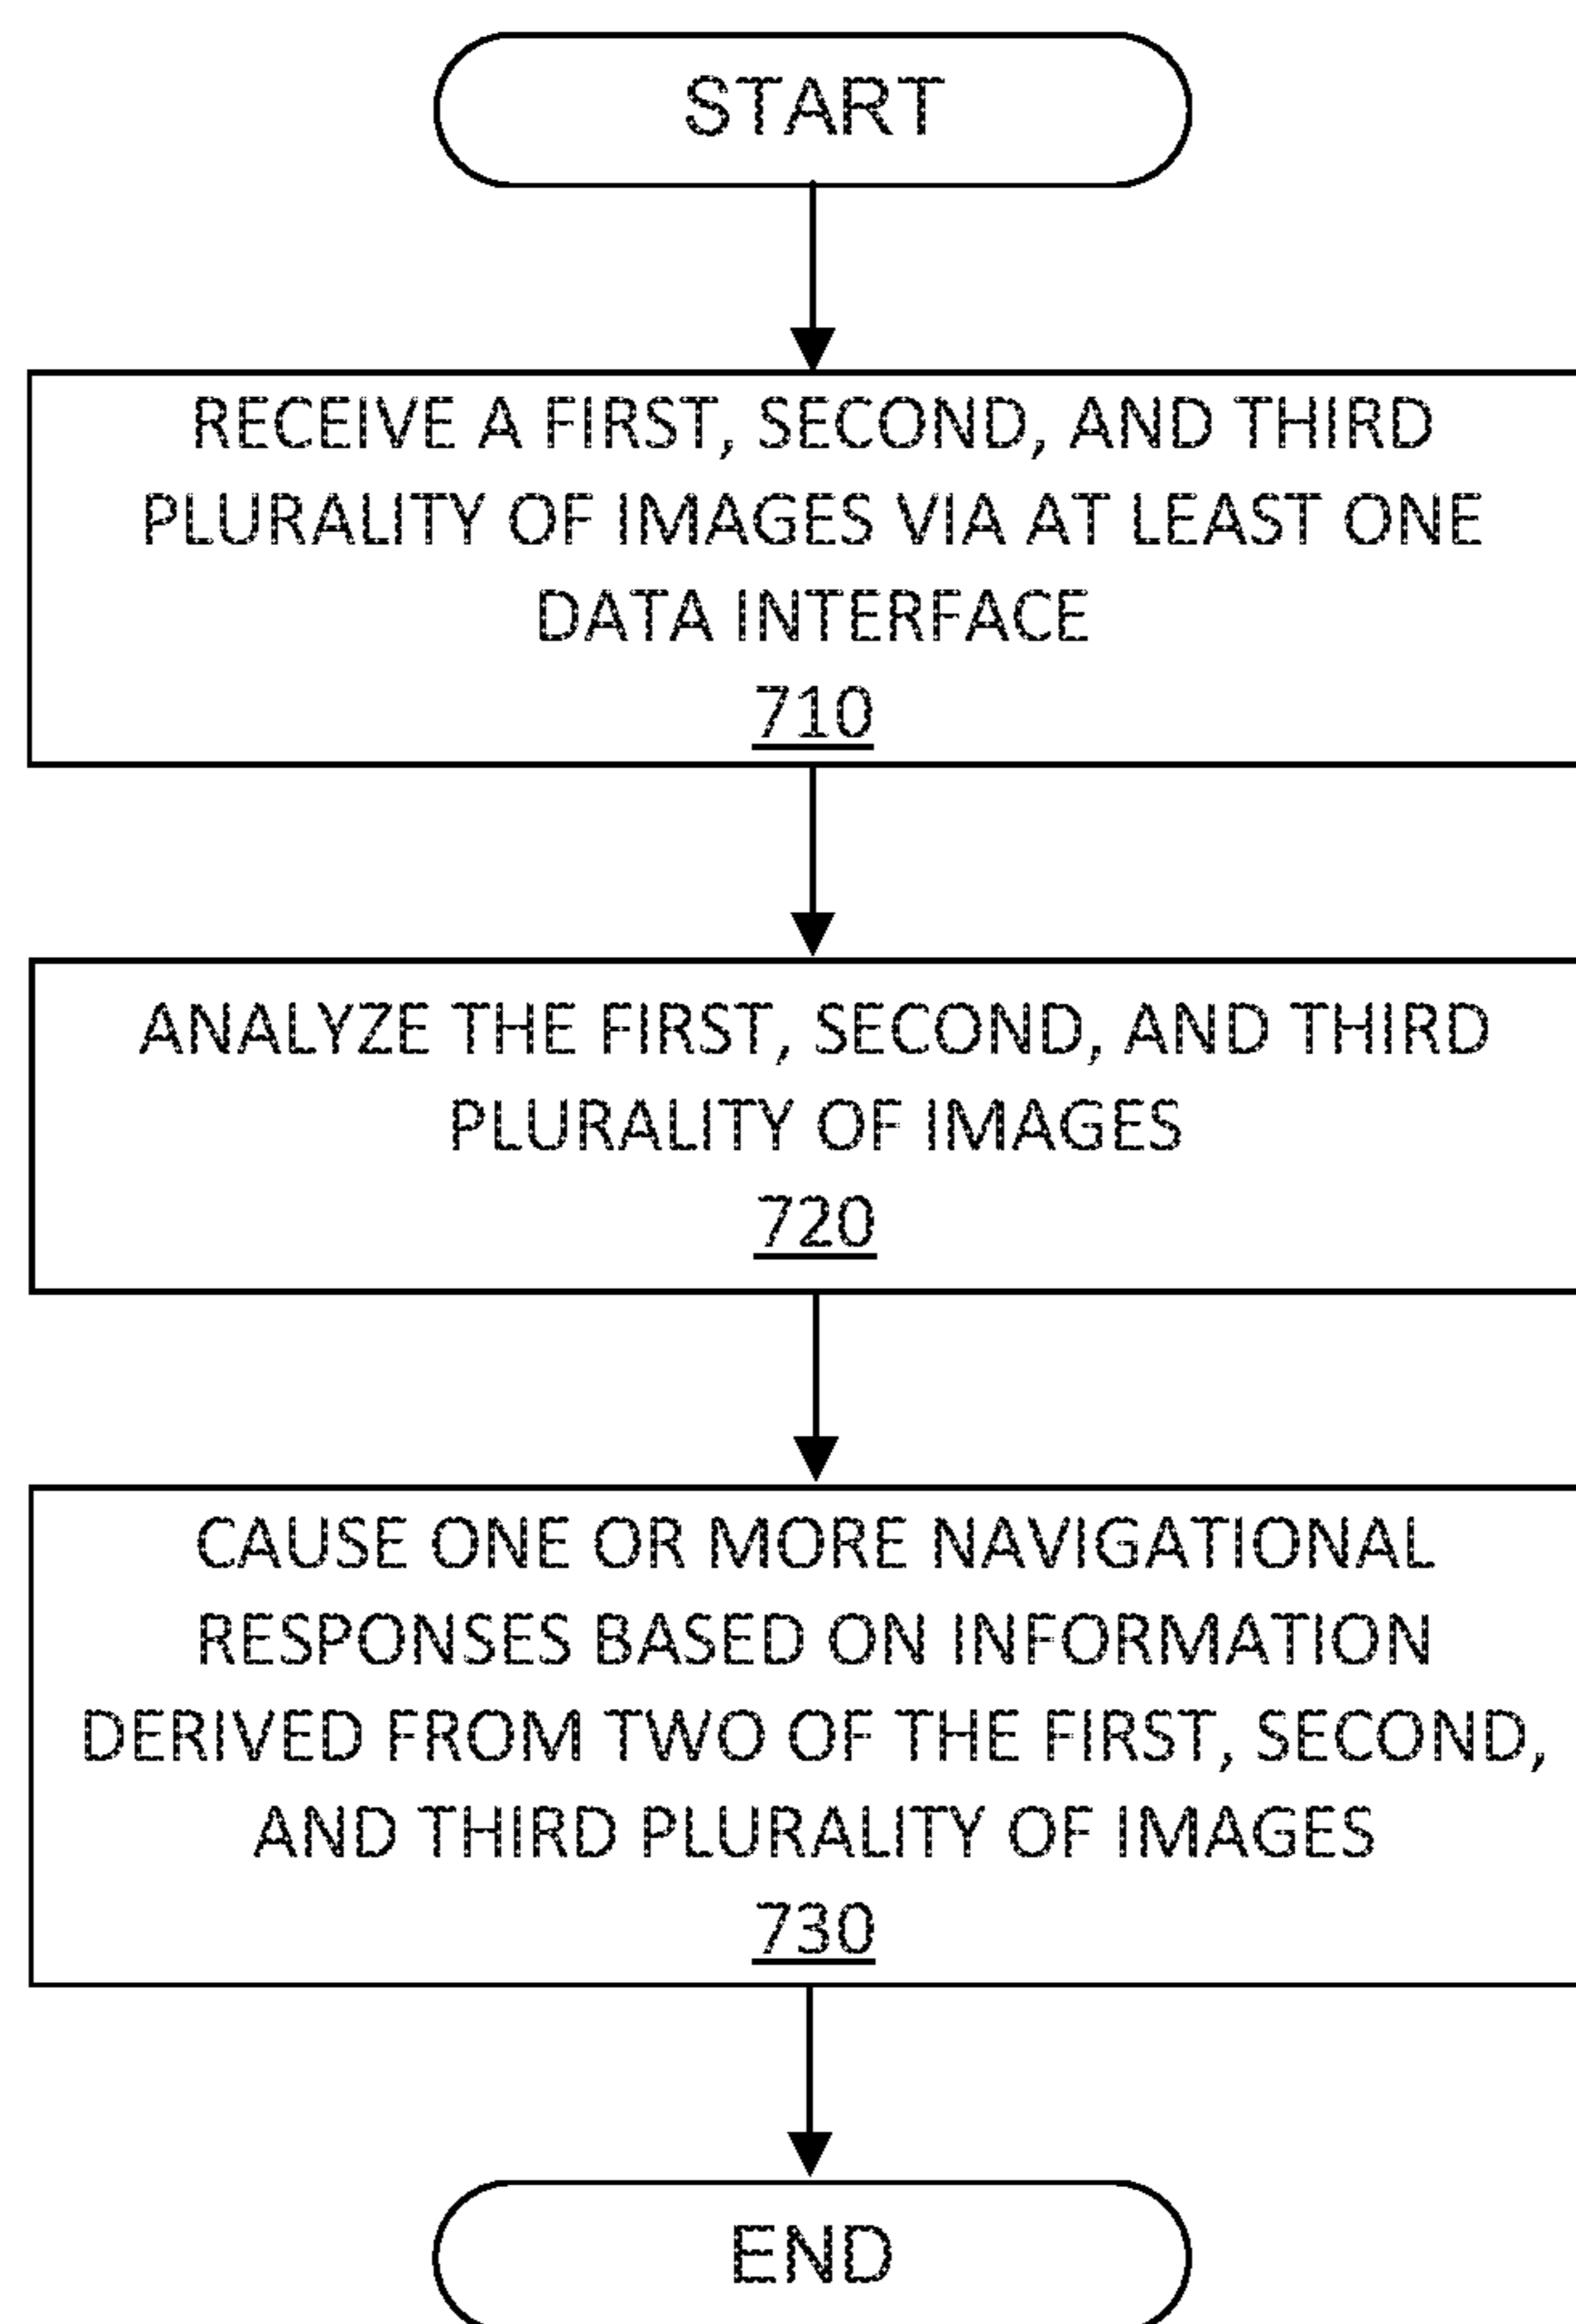 START
RECEIVE A FIRST, SECOND, AND THIRD
PLURALITY OF IMAGES VIA AT LEAST ONE
DATA INTERFACE
710
ANALYZE THE FIRST, SECOND, AND THIRD
PLURALITY OF IMAGES
720
CAUSE ONE OR MORE NAVIGATIONAL
RESPONSES BASED ON INFORMATION
DERIVED FROM TWO OF THE FIRST, SECOND,
AND THIRD PLURALITY OF IMAGES
730
END